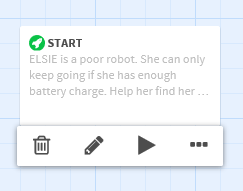 START
ELSIE is a poor robot. She can only
keep going if she has enough
battery charge. Help her find her …